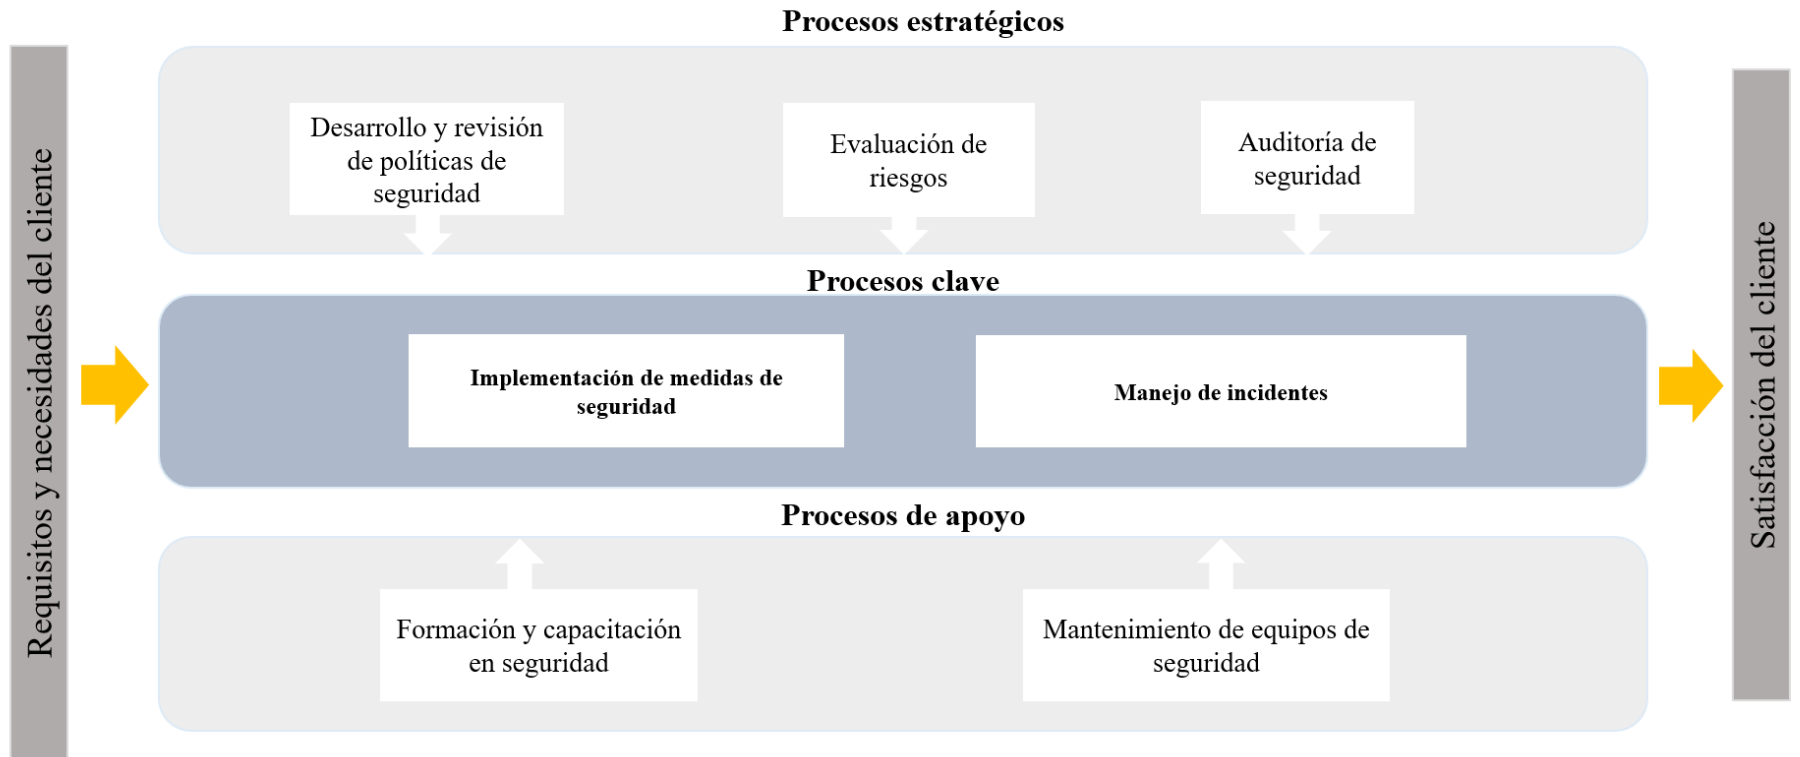 Procesos estratégicos
Requisitos y necesidades del cliente
Desarrollo y revisión
de políticas de
seguridad
Evaluación de
riesgos
Auditoría de
seguridad
Procesos clave
Implementación de medidas de
seguridad
Manejo de incidentes
Procesos de apoyo
Formación y capacitación
en seguridad
Mantenimiento de equipos de
seguridad
Satisfacción del cliente